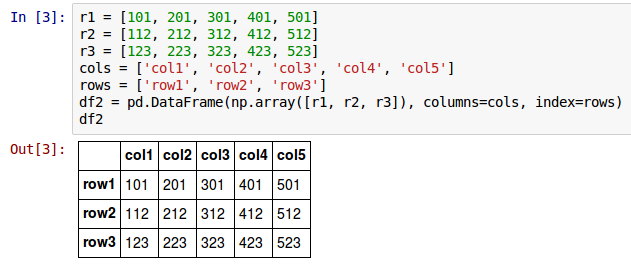 In [3]: r1 = [101, 201, 301, 401, 501]
r2 = [112, 212, 312, 412, 512]
r3 = [123, 223, 323, 423, 523]
cols = ['col1', 'col2', 'col3', 'col4', 'col5']
rows = ['row1', 'row2', 'row3']
df2 = pd.DataFrame(np.array([r1, r2, r3]), columns=cols, index=rows)
df2
Out[3]:
col1 col2 col3 col4 col5
row1 101 201 301 401 501
row2 112 212 312 412 512
row3 123 223 323 423 523